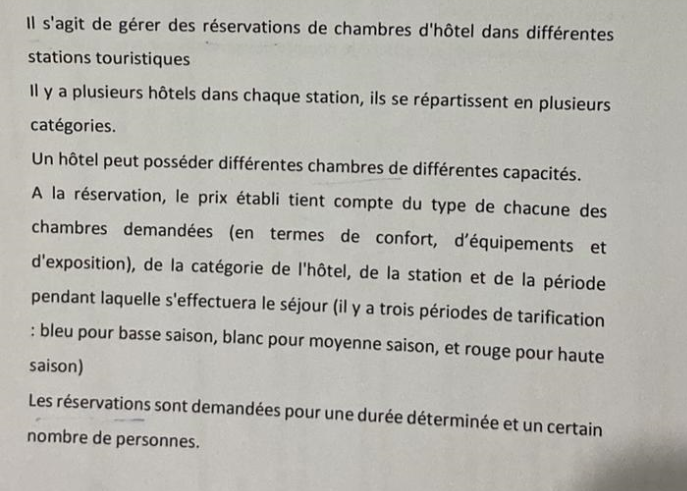 Il s'agit de gérer des réservations de chambres d'hôtel dans différentes
stations touristiques
Il y a plusieurs hôtels dans chaque station, ils se répartissent en plusieurs
catégories.
Un hôtel peut posséder différentes chambres de différentes capacités.
A la réservation, le prix établi tient compte du type de chacune des
chambres demandées (en termes de confort, d'équipements et
d'exposition), de la catégorie de l'hôtel, de la station et de la période
pendant laquelle s'effectuera le séjour (il y a trois périodes de tarification
: bleu pour basse saison, blanc pour moyenne saison, et rouge pour haute
saison)
Les réservations sont demandées pour une durée déterminée et un certain
nombre de personnes.